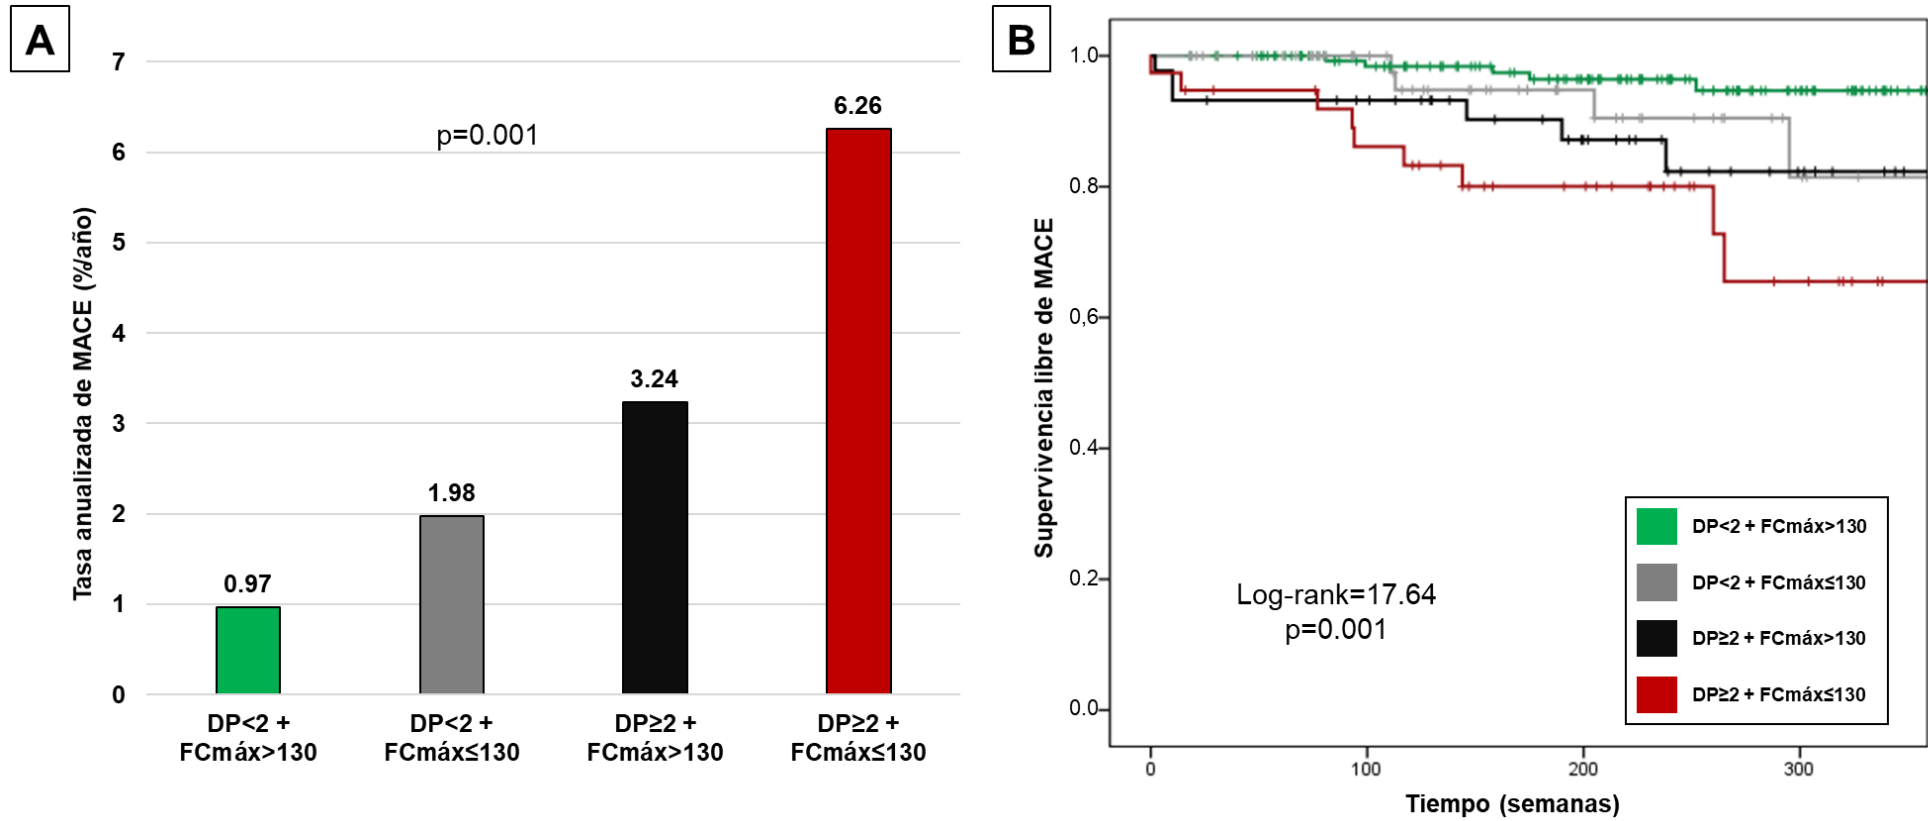 A
Tasa anualizada de MACE (%/año)
7
6
5
4
3
2
1
0
p=0.001
0.97
1.98
3.24
6.26
DP<2 +
FCmáx>130
DP<2 +
FCmáx≤130
DP≥2 +
FCmáx>130
DP≥2 +
FCmáx≤130
B
Supervivencia libre de MACE
1.0
0.8
0,6
0.4
0.2
0.0
Log-rank=17.64
p=0.001
DP<2 + FCmáx>130
DP<2 + FCmáx≤130
DP≥2 + FCmáx>130
DP≥2 + FCmáx≤130
0
100
200
300
Tiempo (semanas)